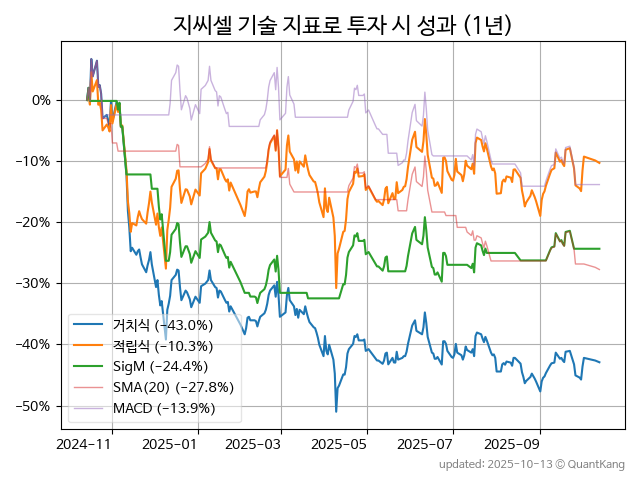 지씨셀 기술 지표로 투자 시 성과 (1년)
0%
−10%
−20%
−30%
−40%
−50%
거치식 (−43.0%)
적립식 (−10.3%)
SigM (−24.4%)
SMA(20) (−27.8%)
MACD (−13.9%)
2024-11 2025-01 2025-03 2025-05 2025-07 2025-09
updated: 2025-10-13 © QuantKang